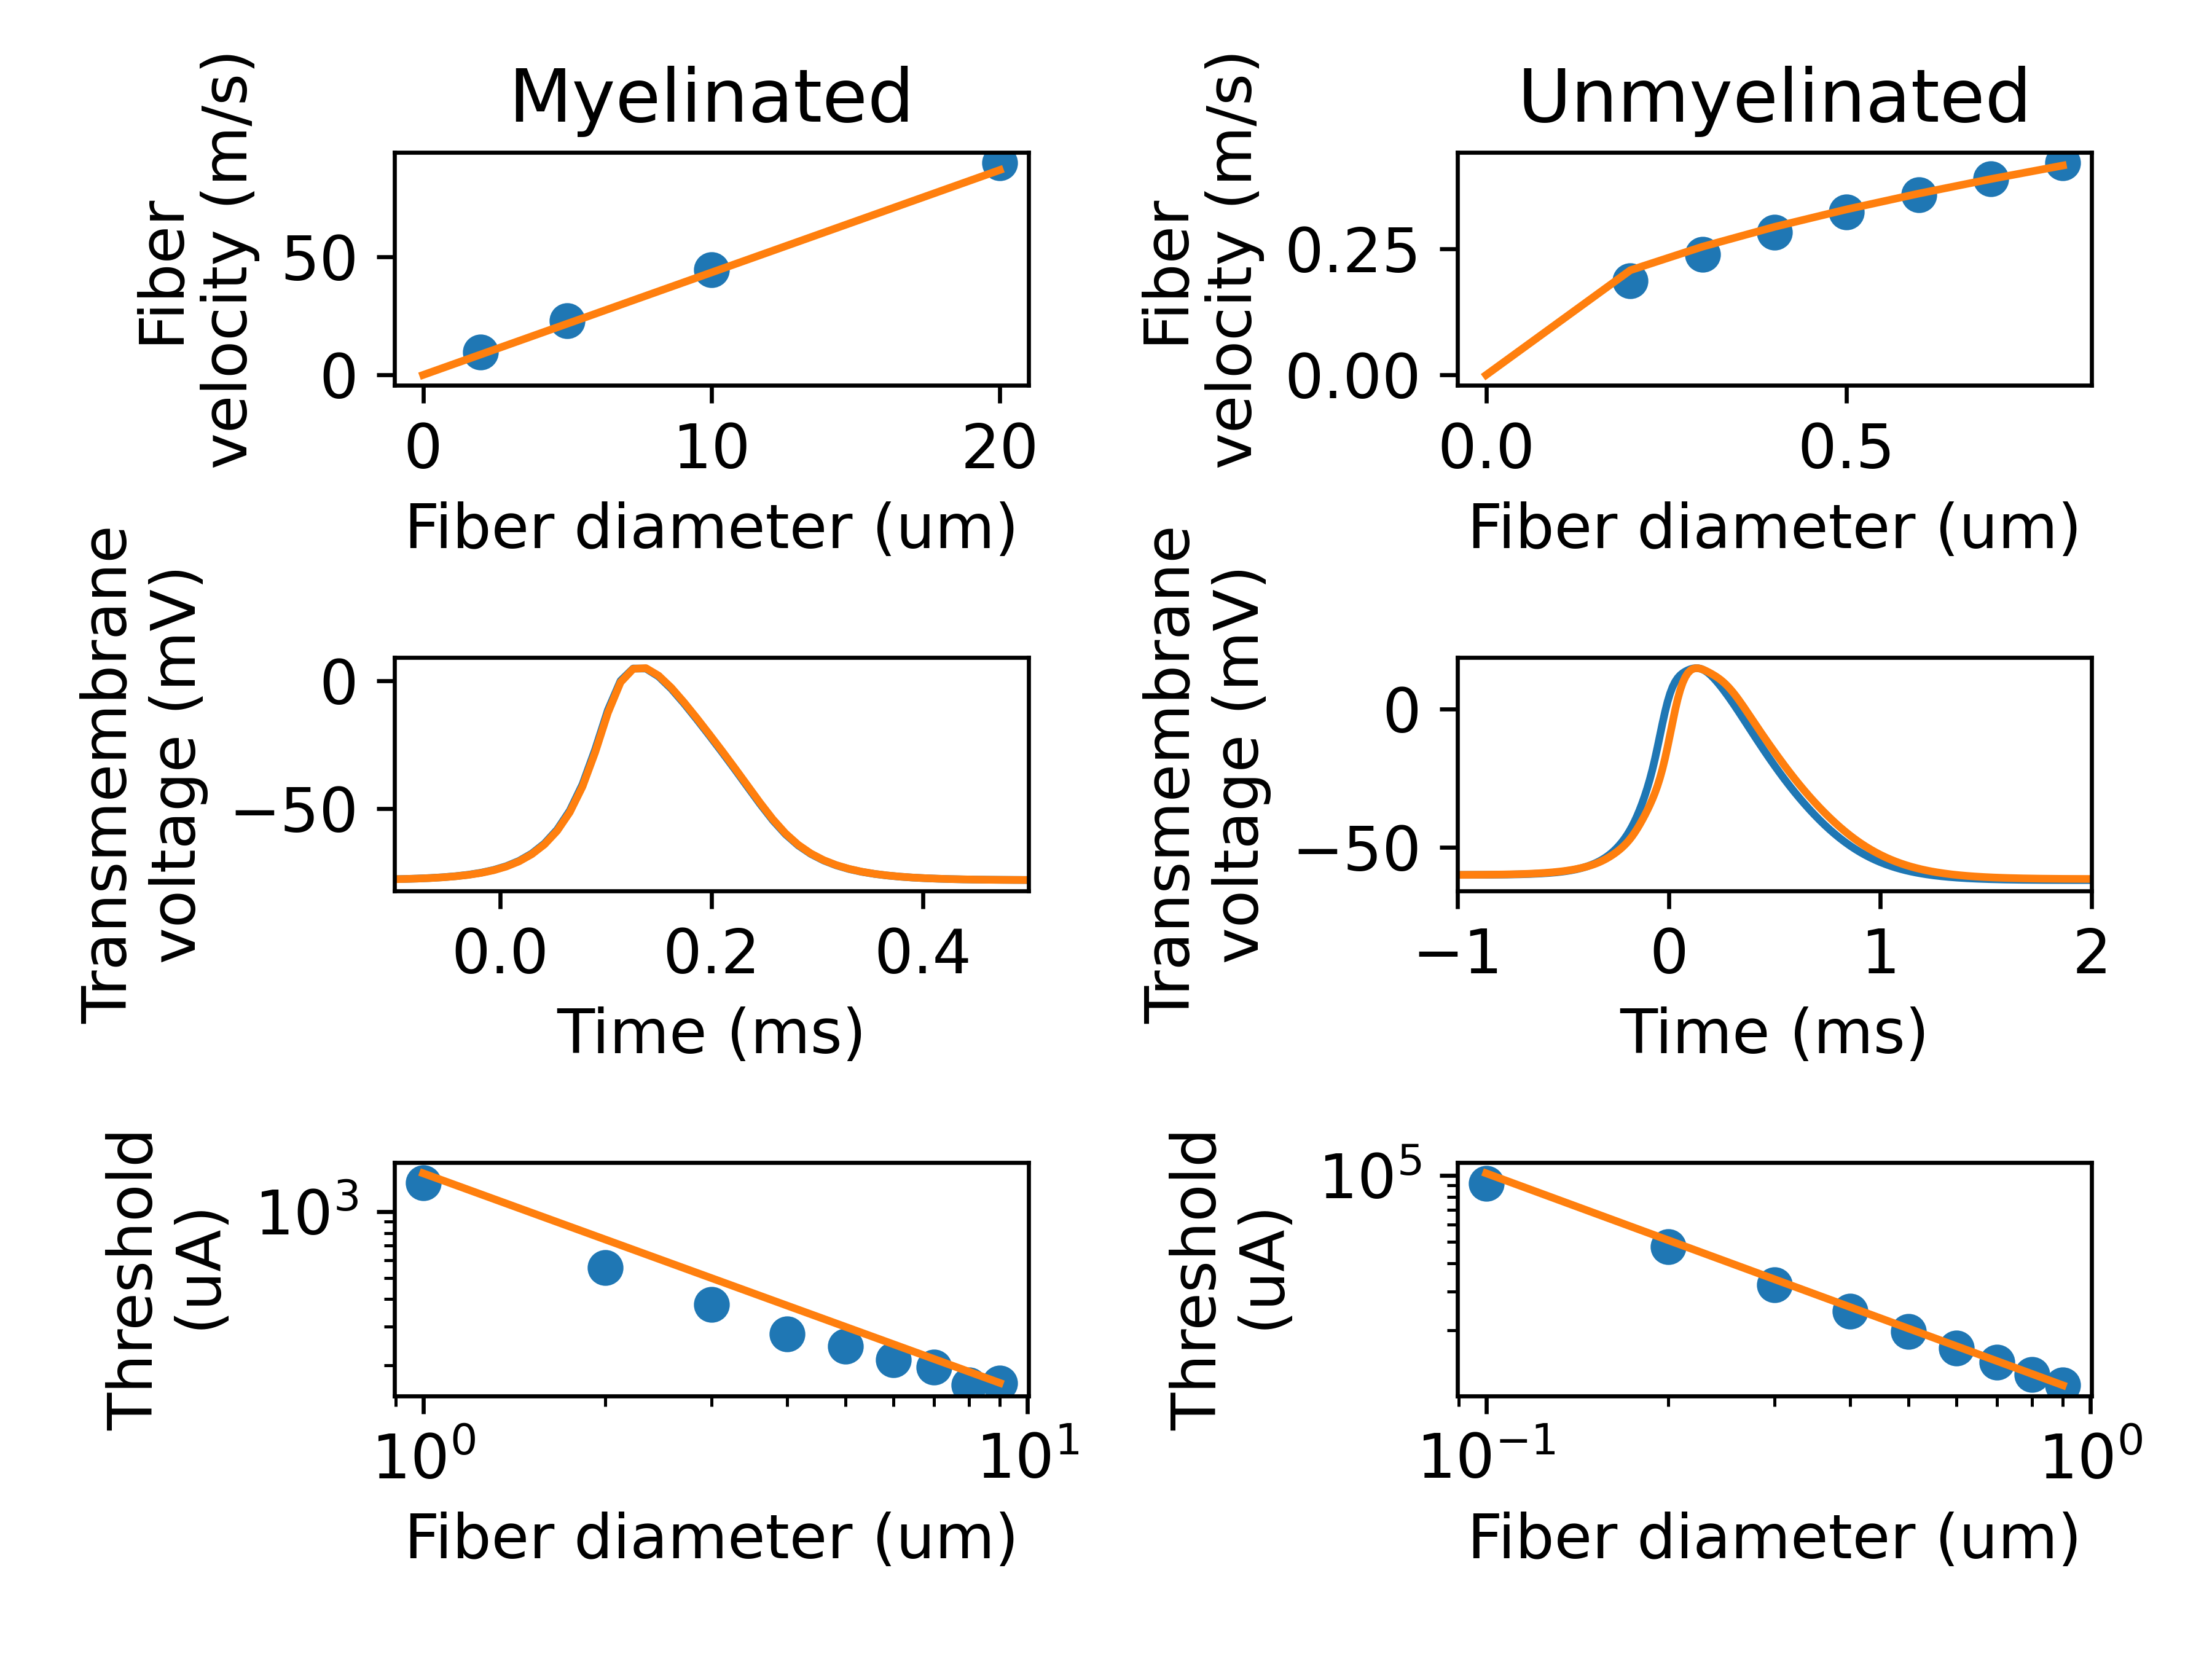 Myelinated
Fiber
velocity (m/s)
50
0
0
10
20
Fiber diameter (um)
Unmyelinated
Fiber
velocity (m/s)
0.25
0.00
0.0
0.5
Fiber diameter (um)
Transmembrane
voltage (mV)
0
−50
0.0
0.2
0.4
Time (ms)
Transmembrane
voltage (mV)
0
−50
−1
0
1
2
Time (ms)
Threshold
(uA)
10³
10⁰
10¹
Fiber diameter (um)
Threshold
(uA)
10⁵
10⁻¹
10⁰
Fiber diameter (um)